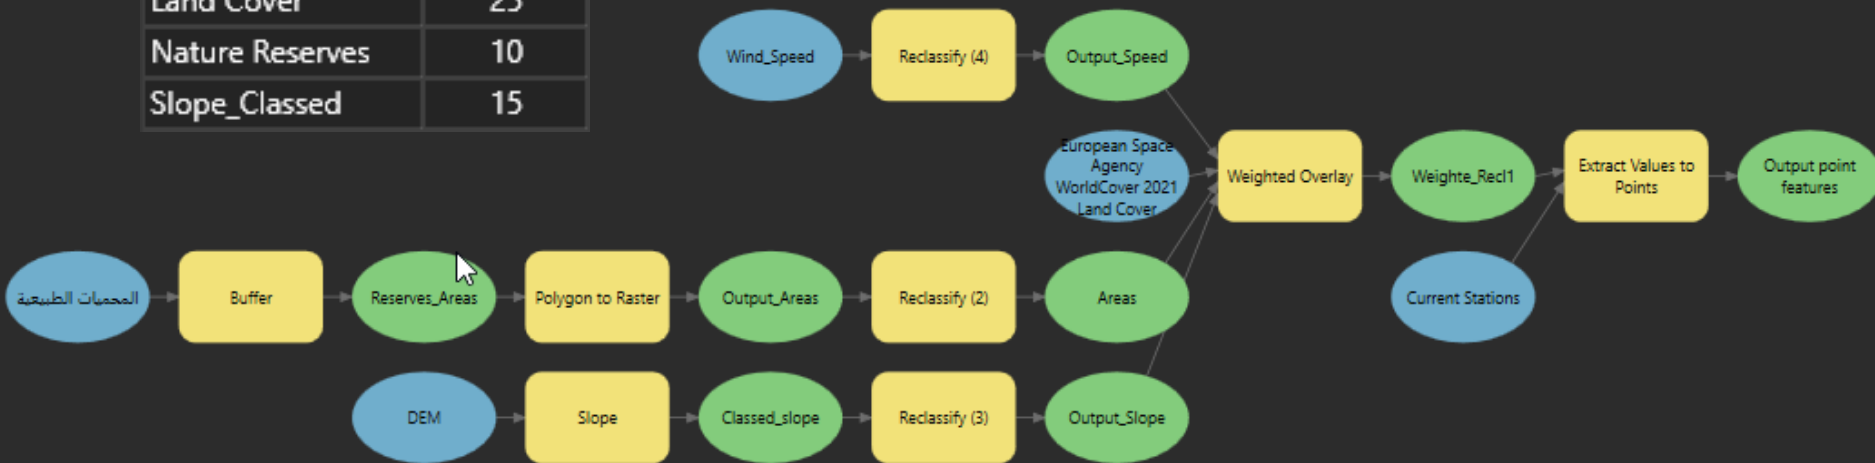 Land Cover 25
Nature Reserves 10
Slope_Classed 15
Wind_Speed
Reclassify (4)
Output_Speed
European Space
Agency
WorldCover 2021
Land Cover
Weighted Overlay
Weighte_Recl1
Extract Values to
Points
Output point
features
المحميات الطبيعية
Buffer
Reserves_Areas
Polygon to Raster
Output_Areas
Reclassify (2)
Areas
Current Stations
DEM
Slope
Classed_slope
Reclassify (3)
Output_Slope